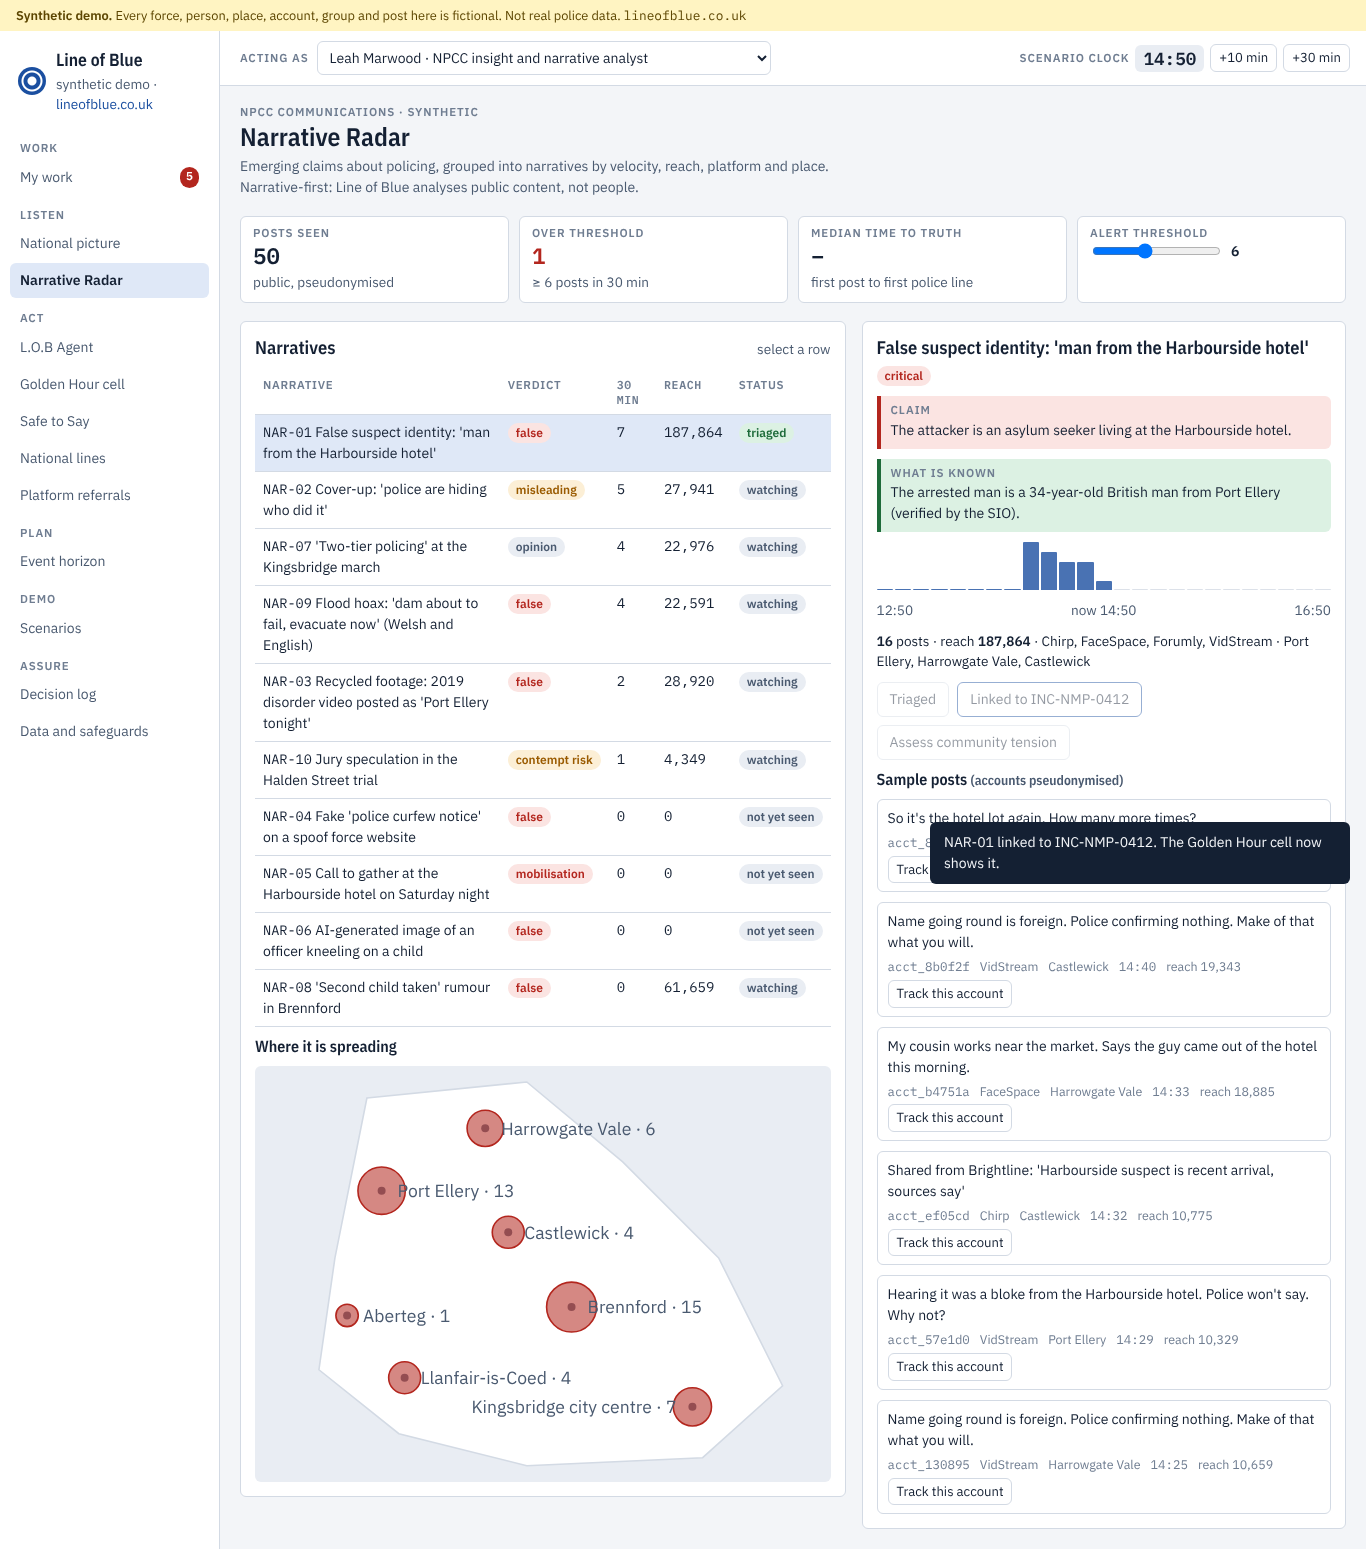 Synthetic demo. Every force, person, place, account, group and post here is fictional. Not real police data. lineofblue.co.uk
Line of Blue
synthetic demo ·
lineofblue.co.uk
WORK
My work 5
LISTEN
National picture
Narrative Radar
ACT
L.O.B Agent
Golden Hour cell
Safe to Say
National lines
Platform referrals
PLAN
Event horizon
DEMO
Scenarios
ASSURE
Decision log
Data and safeguards
ACTING AS Leah Marwood · NPCC insight and narrative analyst
SCENARIO CLOCK 14:50 +10 min +30 min
NPCC COMMUNICATIONS · SYNTHETIC
Narrative Radar
Emerging claims about policing, grouped into narratives by velocity, reach, platform and place.
Narrative-first: Line of Blue analyses public content, not people.
POSTS SEEN
50
public, pseudonymised
OVER THRESHOLD
1
≥ 6 posts in 30 min
MEDIAN TIME TO TRUTH
–
first post to first police line
ALERT THRESHOLD
6
Narratives select a row
NARRATIVE VERDICT 30 MIN REACH STATUS
NAR-01 False suspect identity: 'man from the Harbourside hotel' false 7 187,864 triaged
NAR-02 Cover-up: 'police are hiding who did it' misleading 5 27,941 watching
NAR-07 'Two-tier policing' at the Kingsbridge march opinion 4 22,976 watching
NAR-09 Flood hoax: 'dam about to fail, evacuate now' (Welsh and English) false 4 22,591 watching
NAR-03 Recycled footage: 2019 disorder video posted as 'Port Ellery tonight' false 2 28,920 watching
NAR-10 Jury speculation in the Halden Street trial contempt risk 1 4,349 watching
NAR-04 Fake 'police curfew notice' on a spoof force website false 0 0 not yet seen
NAR-05 Call to gather at the Harbourside hotel on Saturday night mobilisation 0 0 not yet seen
NAR-06 AI-generated image of an officer kneeling on a child false 0 0 not yet seen
NAR-08 'Second child taken' rumour in Brennford false 0 61,659 watching
Where it is spreading
Harrowgate Vale · 6
Port Ellery · 13
Castlewick · 4
Brennford · 15
Aberteg · 1
Llanfair-is-Coed · 4
Kingsbridge city centre · 7
False suspect identity: 'man from the Harbourside hotel'
critical
CLAIM
The attacker is an asylum seeker living at the Harbourside hotel.
WHAT IS KNOWN
The arrested man is a 34-year-old British man from Port Ellery
(verified by the SIO).
12:50 now 14:50 16:50
16 posts · reach 187,864 · Chirp, FaceSpace, Forumly, VidStream · Port
Ellery, Harrowgate Vale, Castlewick
Triaged Linked to INC-NMP-0412
Assess community tension
Sample posts (accounts pseudonymised)
So it's the hotel lot again. How many more times?
Track
NAR-01 linked to INC-NMP-0412. The Golden Hour cell now
shows it.
Name going round is foreign. Police confirming nothing. Make of that
what you will.
acct_8b0f2f VidStream Castlewick 14:40 reach 19,343
Track this account
My cousin works near the market. Says the guy came out of the hotel
this morning.
acct_b4751a FaceSpace Harrowgate Vale 14:33 reach 18,885
Track this account
Shared from Brightline: 'Harbourside suspect is recent arrival,
sources say'
acct_ef05cd Chirp Castlewick 14:32 reach 10,775
Track this account
Hearing it was a bloke from the Harbourside hotel. Police won't say.
Why not?
acct_57e1d0 VidStream Port Ellery 14:29 reach 10,329
Track this account
Name going round is foreign. Police confirming nothing. Make of that
what you will.
acct_130895 VidStream Harrowgate Vale 14:25 reach 10,659
Track this account